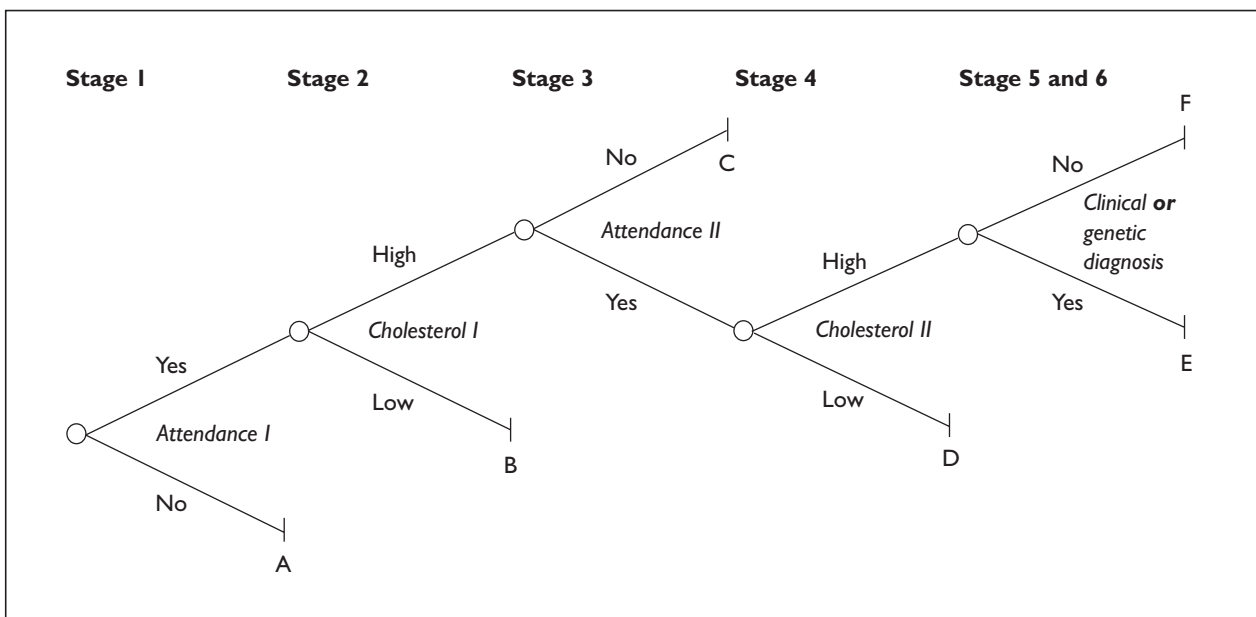 Stage 1 Stage 2 Stage 3 Stage 4 Stage 5 and 6
F
No
C
No
Clinical or
genetic
diagnosis
Attendance II
High
High
Yes
Yes
Cholesterol I
Cholesterol II
E
Yes
Low
Low
Attendance I
B
D
No
A